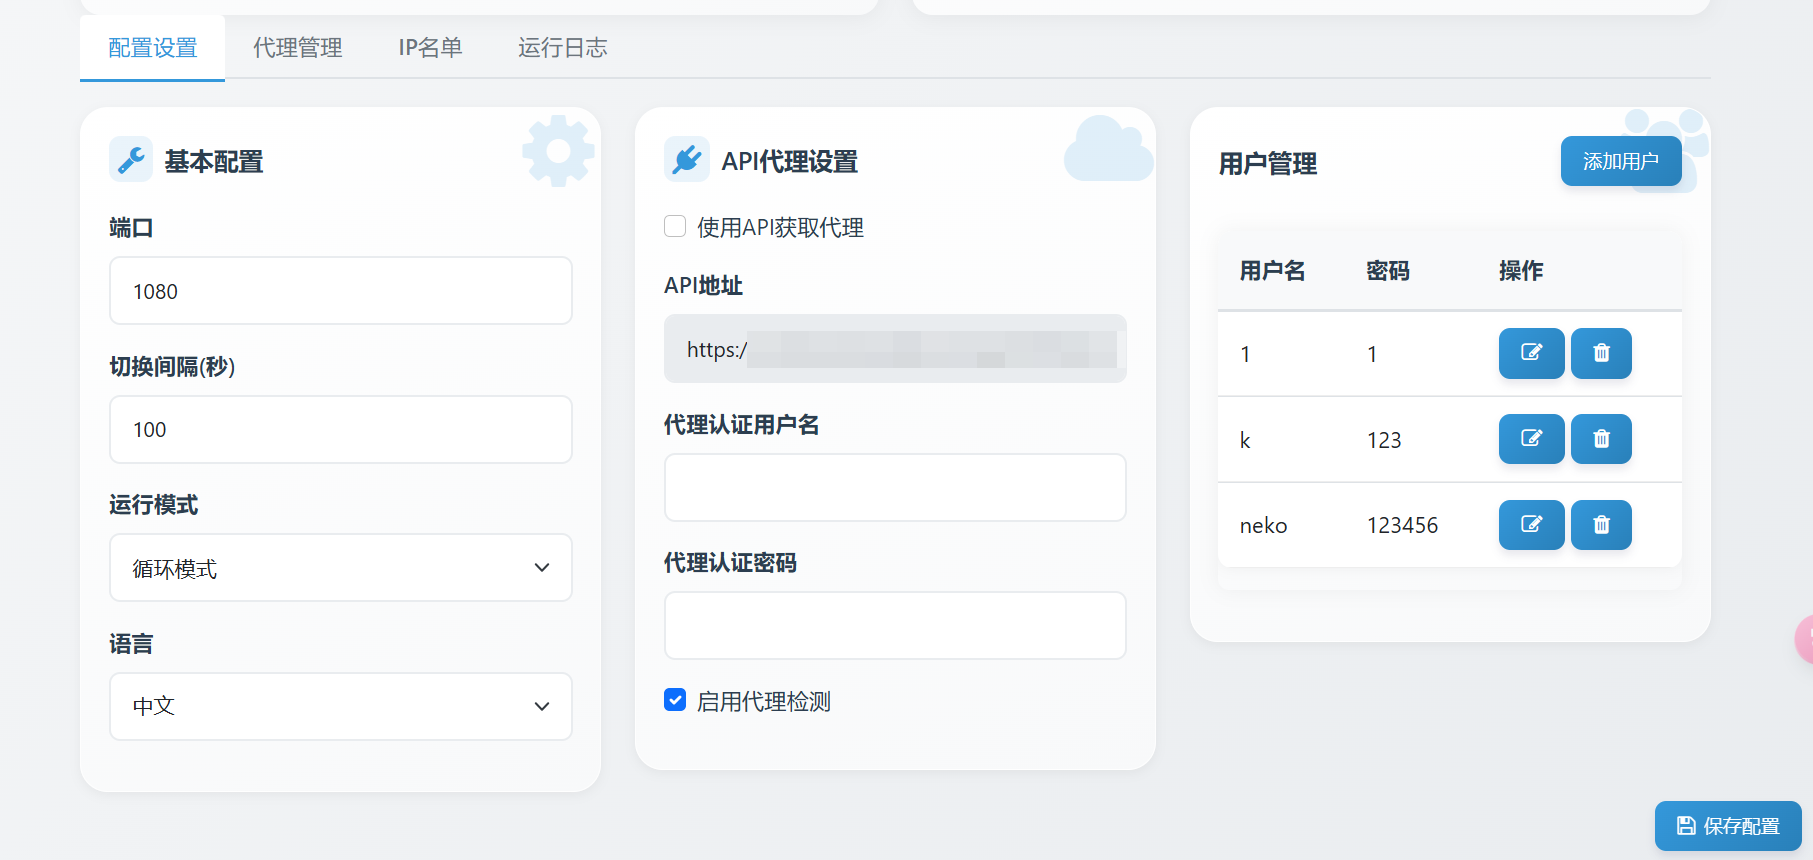 配置设置
代理管理
IP名单
运行日志
基本配置
端口
1080
切换间隔(秒)
100
运行模式
循环模式
语言
中文
API代理设置
使用API获取代理
API地址
https:/
代理认证用户名
代理认证密码
启用代理检测
用户管理
添加用户
用户名 密码 操作
1 1
k 123
neko 123456
保存配置